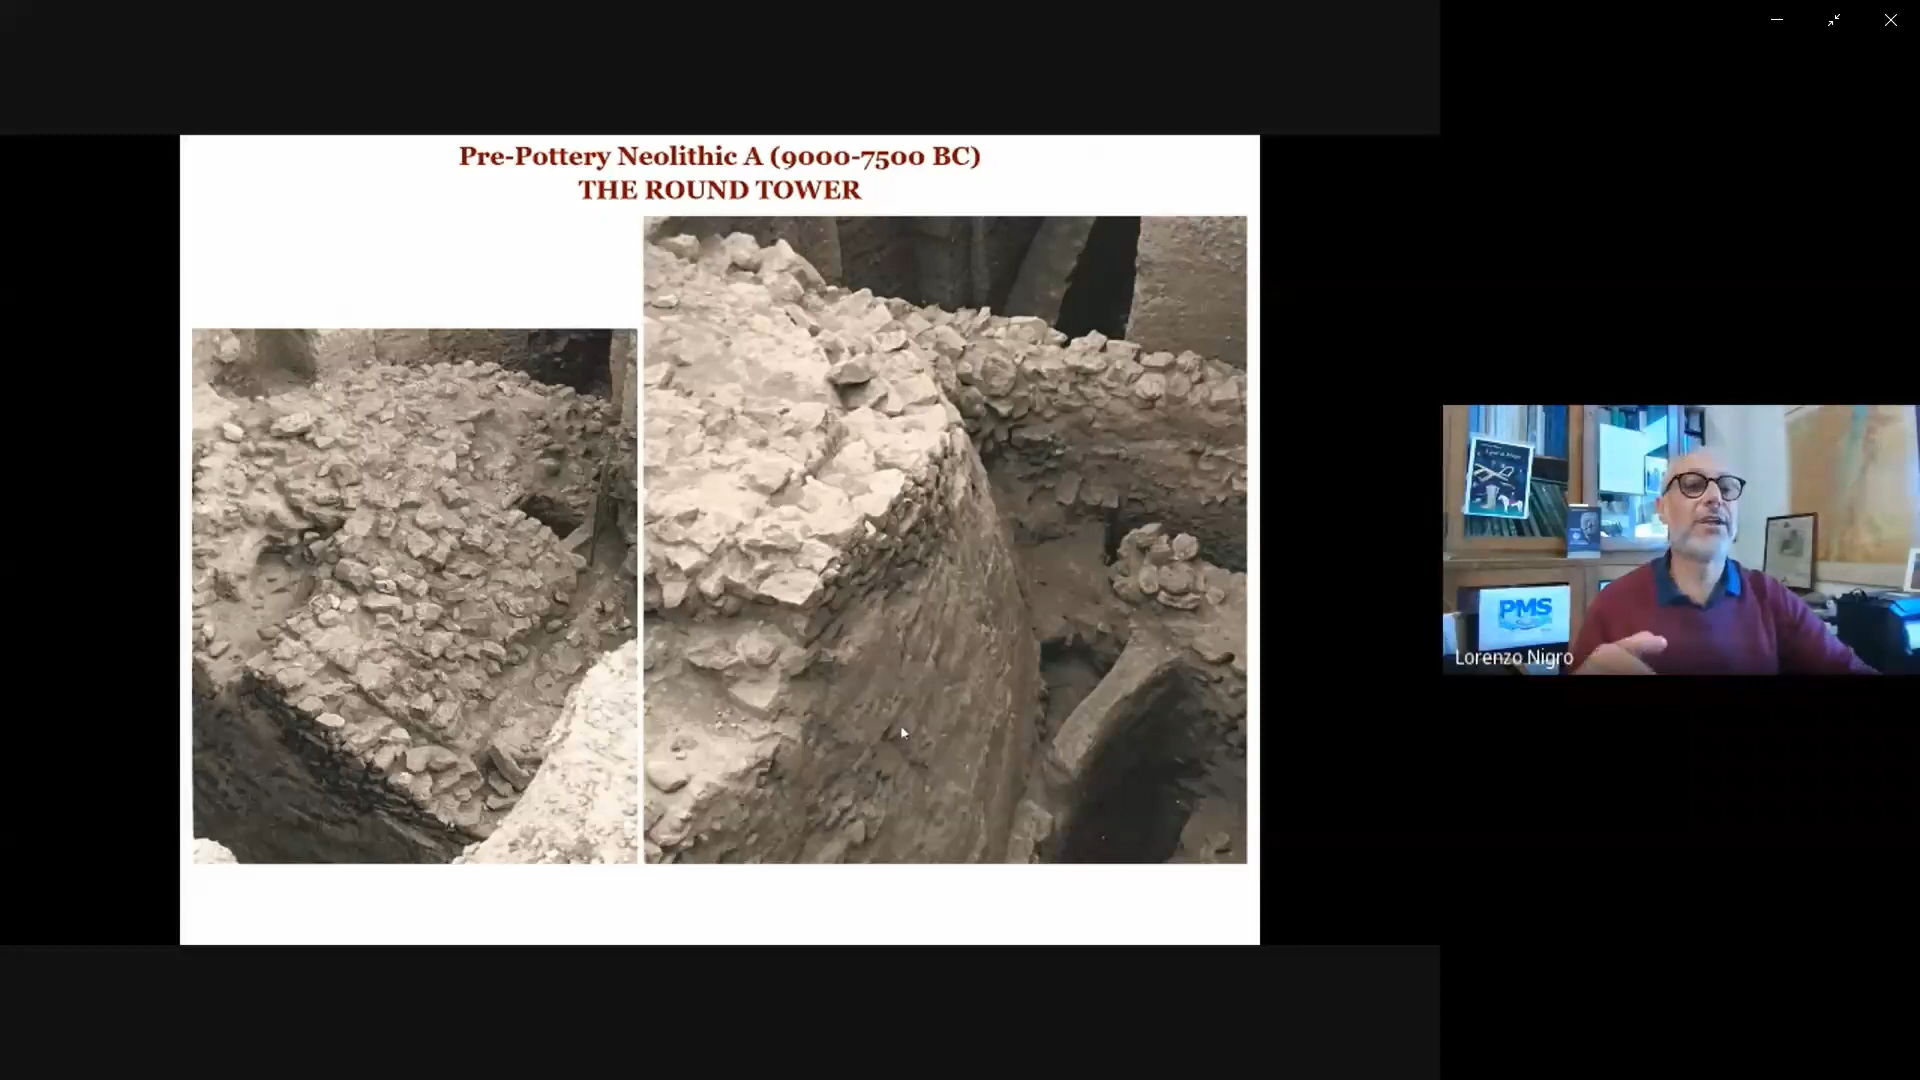 Pre-Pottery Neolithic A (9000-7500 BC)
THE ROUND TOWER
PMS
Lorenzo Nigro